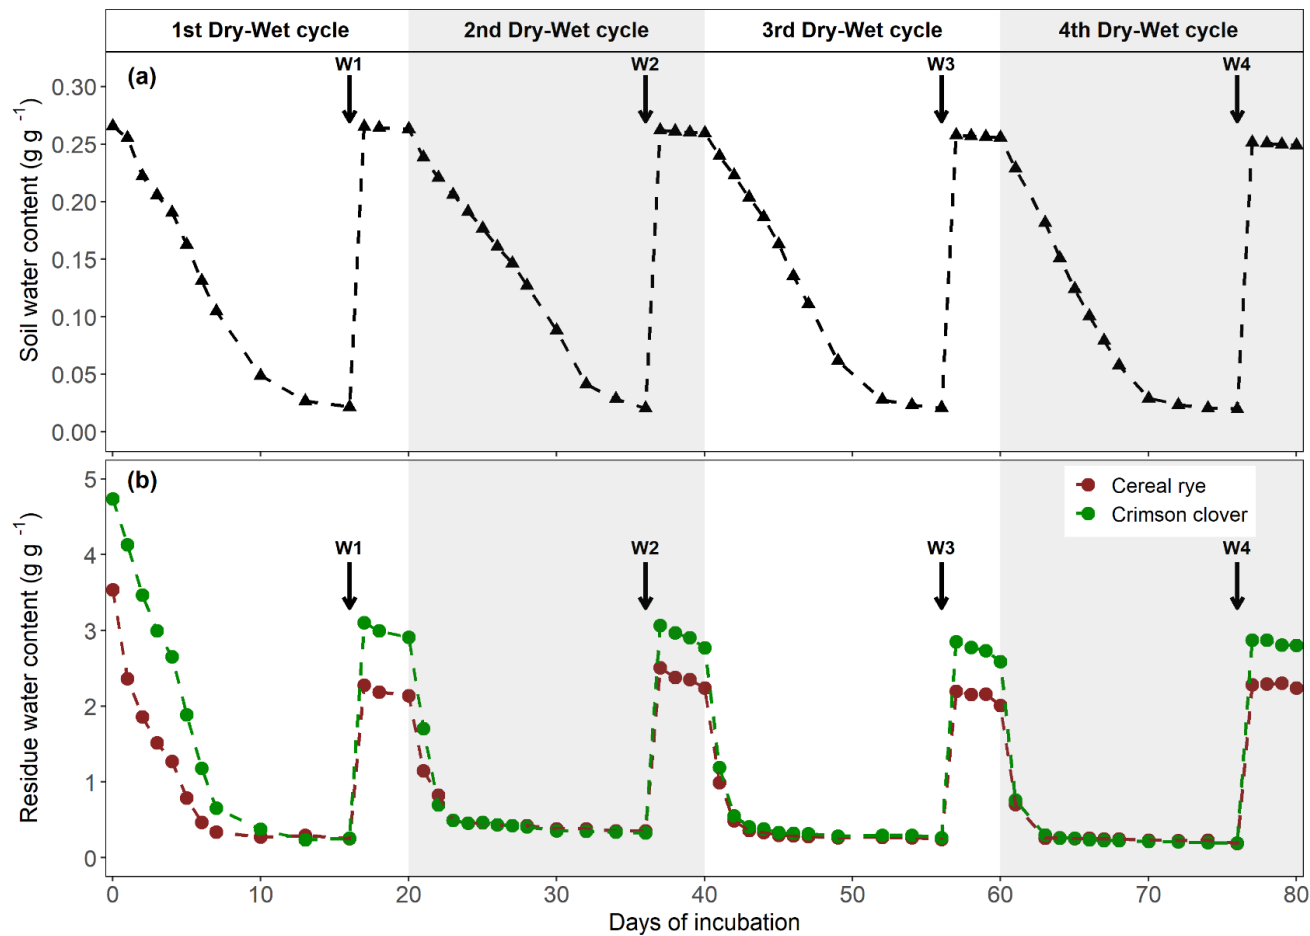 1st Dry-Wet cycle 2nd Dry-Wet cycle 3rd Dry-Wet cycle 4th Dry-Wet cycle
(a)
W1 W2 W3 W4
0.30
0.25
0.20
0.15
0.10
0.05
0.00
Soil water content (g g -1)
(b)
Cereal rye
Crimson clover
W1 W2 W3 W4
5
4
3
2
1
0
Residue water content (g g -1)
0 10 20 30 40 50 60 70 80
Days of incubation